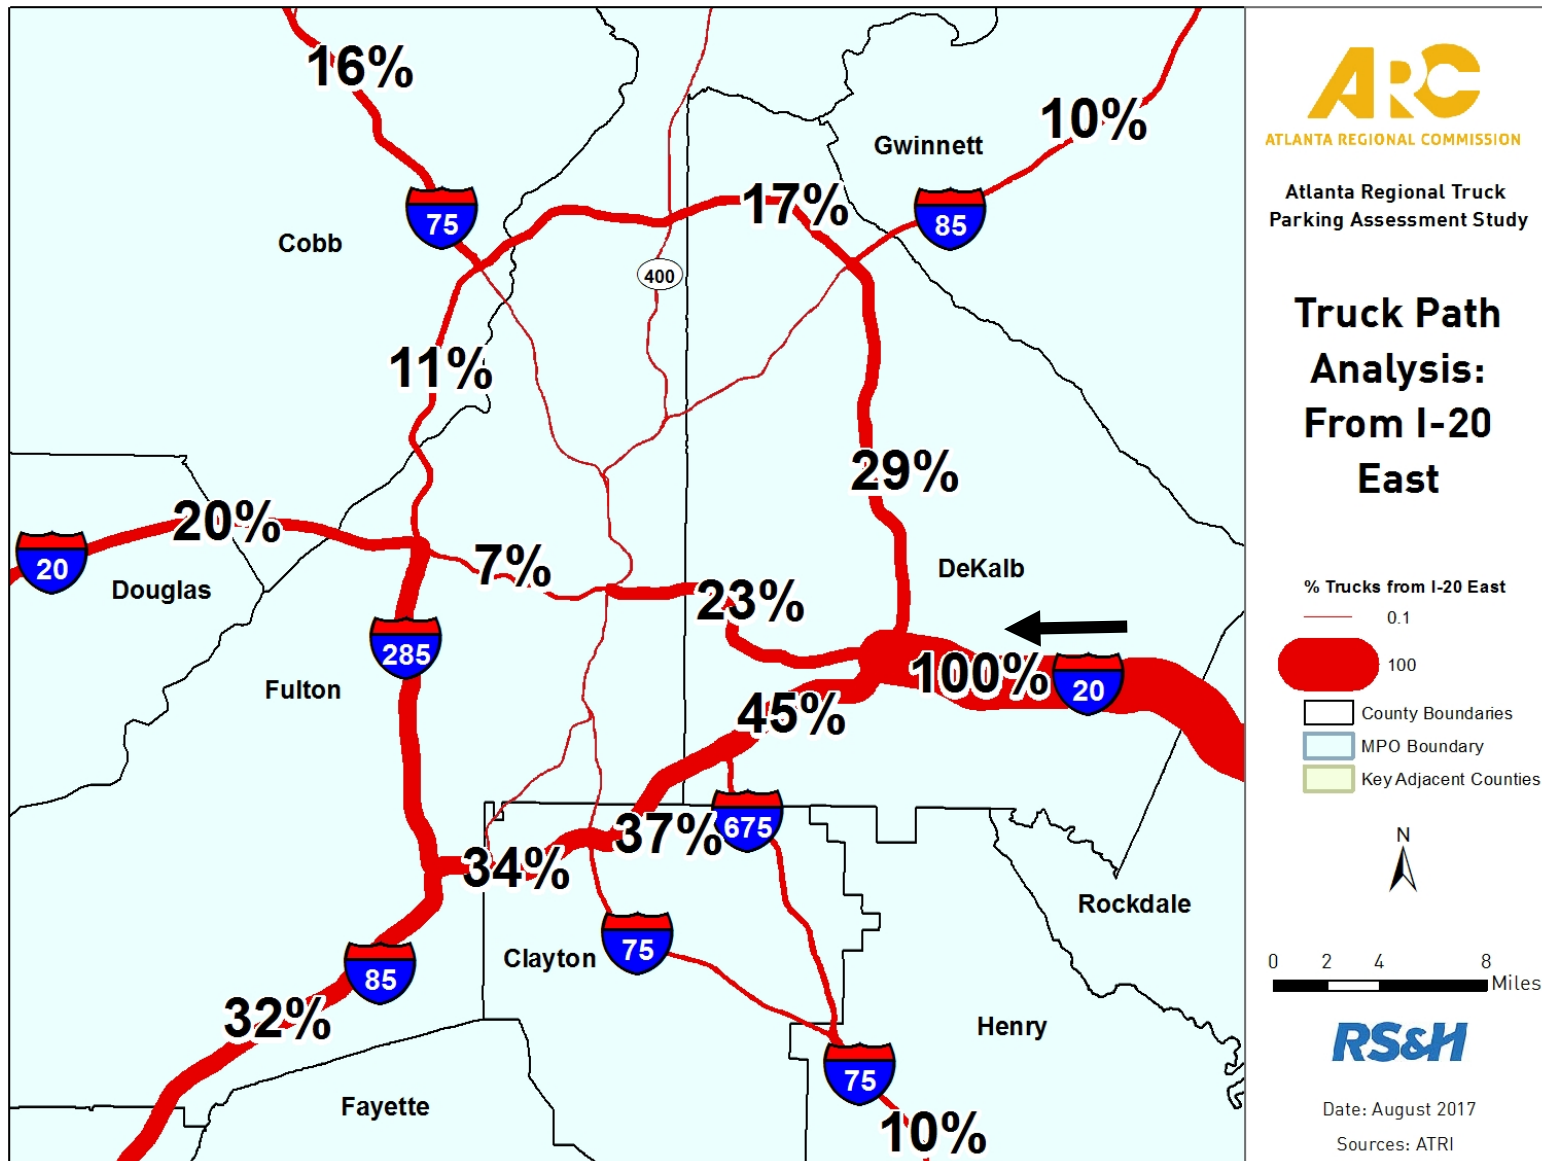 16%
10%
Gwinnett
17%
75
85
Cobb
400
11%
29%
20%
7%
20
Douglas
23%
DeKalb
285
100%
20
Fulton
45%
37%
675
34%
Rockdale
75
Clayton
85
32%
Henry
75
Fayette
10%
ARC
ATLANTA REGIONAL COMMISSION
Atlanta Regional Truck
Parking Assessment Study
Truck Path
Analysis:
From I-20
East
% Trucks from I-20 East
0.1
100
County Boundaries
MPO Boundary
Key Adjacent Counties
N
0 2 4 8
Miles
RS&H
Date: August 2017
Sources: ATRI